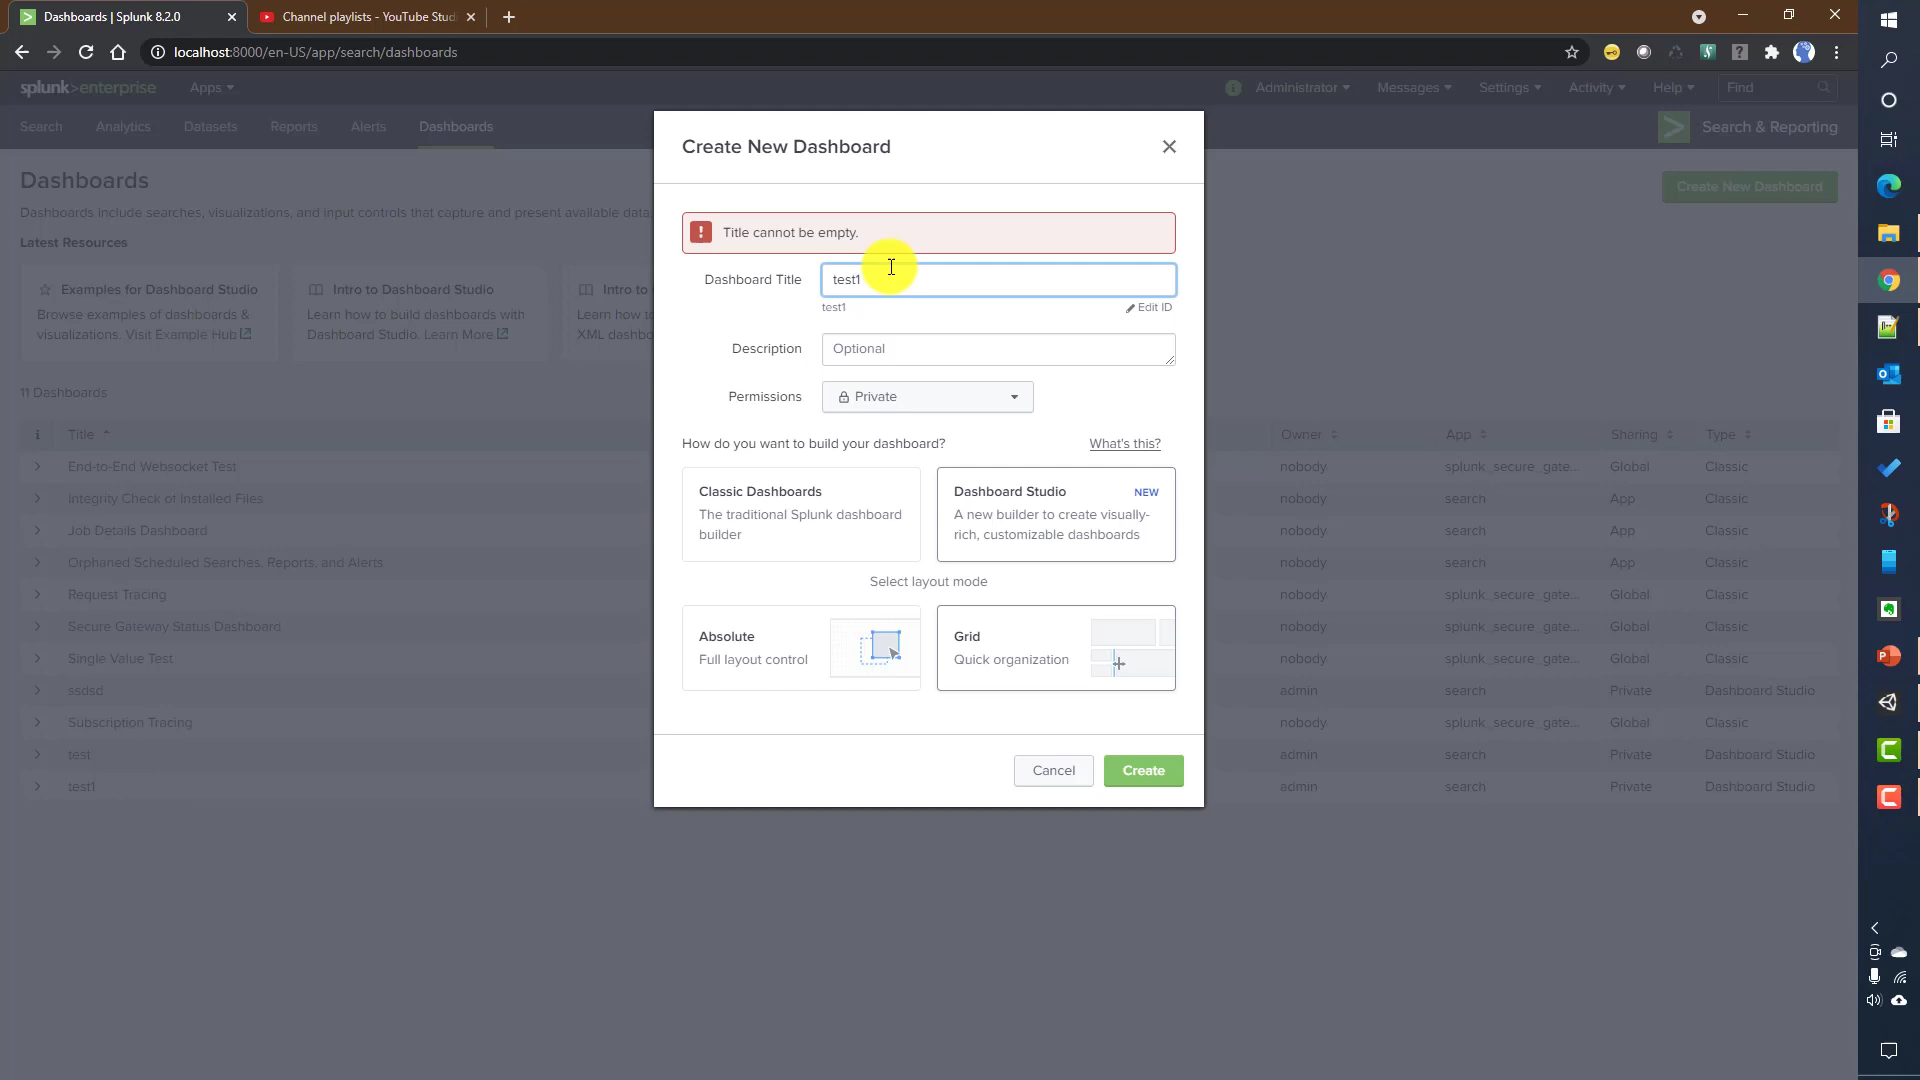 Dashboards | Splunk 8.2.0
Channel playlists - YouTube Stud
localhost:8000/en-US/app/search/dashboards
splunk>enterprise
Apps
Administrator
Messages
Settings
Activity
Help
Find
Search
Analytics
Datasets
Reports
Alerts
Dashboards
Search & Reporting
Dashboards
Create New Dashboard
Dashboards include searches, visualizations, and input controls that capture and present available data.
Latest Resources
Examples for Dashboard Studio
Browse examples of dashboards &
visualizations. Visit Example Hub
Intro to Dashboard Studio
Learn how to build dashboards with
Dashboard Studio. Learn More
Intro to
Learn how to
XML dashbo
11 Dashboards
i Title Owner App Sharing Type
End-to-End Websocket Test nobody splunk_secure_gate... Global Classic
Integrity Check of Installed Files nobody search App Classic
Job Details Dashboard nobody search App Classic
Orphaned Scheduled Searches, Reports, and Alerts nobody search App Classic
Request Tracing nobody splunk_secure_gate... Global Classic
Secure Gateway Status Dashboard nobody splunk_secure_gate... Global Classic
Single Value Test nobody splunk_secure_gate... Global Classic
ssdsd admin search Private Dashboard Studio
Subscription Tracing nobody splunk_secure_gate... Global Classic
test admin search Private Dashboard Studio
test1 admin search Private Dashboard Studio
Create New Dashboard
! Title cannot be empty.
Dashboard Title test1
test1 Edit ID
Description Optional
Permissions Private
How do you want to build your dashboard? What's this?
Classic Dashboards
The traditional Splunk dashboard
builder
Dashboard Studio NEW
A new builder to create visually-
rich, customizable dashboards
Select layout mode
Absolute
Full layout control
Grid
Quick organization
Cancel
Create